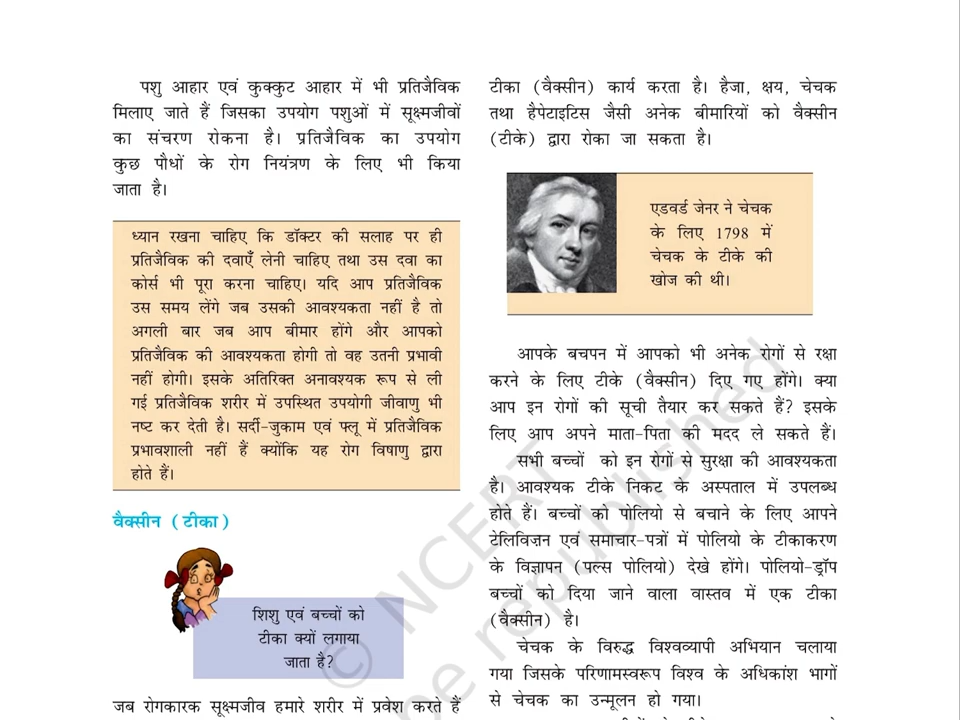 पशु आहार एवं कुक्कुट आहार में भी प्रतिजैविक
मिलाए जाते हैं जिसका उपयोग पशुओं में सूक्ष्मजीवों
का संचरण रोकना है। प्रतिजैविक का उपयोग
कुछ पौधों के रोग नियंत्रण के लिए भी किया
जाता है।
ध्यान रखना चाहिए कि डॉक्टर की सलाह पर ही
प्रतिजैविक की दवाएँ लेनी चाहिए तथा उस दवा का
कोर्स भी पूरा करना चाहिए। यदि आप प्रतिजैविक
उस समय लेंगे जब उसकी आवश्यकता नहीं है तो
अगली बार जब आप बीमार होंगे और आपको
प्रतिजैविक की आवश्यकता होगी तो वह उतनी प्रभावी
नहीं होगी। इसके अतिरिक्त अनावश्यक रूप से ली
गई प्रतिजैविक शरीर में उपस्थित उपयोगी जीवाणु भी
नष्ट कर देती है। सर्दी-जुकाम एवं फ्लू में प्रतिजैविक
प्रभावशाली नहीं हैं क्योंकि यह रोग विषाणु द्वारा
होते हैं।
वैक्सीन (टीका)
शिशु एवं बच्चों को
टीका क्यों लगाया
जाता है?
जब रोगकारक सूक्ष्मजीव हमारे शरीर में प्रवेश करते हैं
टीका (वैक्सीन) कार्य करता है। हैजा, क्षय, चेचक
तथा हैपेटाइटिस जैसी अनेक बीमारियों को वैक्सीन
(टीके) द्वारा रोका जा सकता है।
एडवर्ड जेनर ने चेचक
के लिए 1798 में
चेचक के टीके की
खोज की थी।
आपके बचपन में आपको भी अनेक रोगों से रक्षा
करने के लिए टीके (वैक्सीन) दिए गए होंगे। क्या
आप इन रोगों की सूची तैयार कर सकते हैं? इसके
लिए आप अपने माता-पिता की मदद ले सकते हैं।
सभी बच्चों को इन रोगों से सुरक्षा की आवश्यकता
है। आवश्यक टीके निकट के अस्पताल में उपलब्ध
होते हैं। बच्चों को पोलियो से बचाने के लिए आपने
टेलिविज़न एवं समाचार-पत्रों में पोलियो के टीकाकरण
के विज्ञापन (पल्स पोलियो) देखे होंगे। पोलियो-ड्रॉप
बच्चों को दिया जाने वाला वास्तव में एक टीका
(वैक्सीन) है।
चेचक के विरुद्ध विश्वव्यापी अभियान चलाया
गया जिसके परिणामस्वरूप विश्व के अधिकांश भागों
से चेचक का उन्मूलन हो गया।
© NCERT
be republished